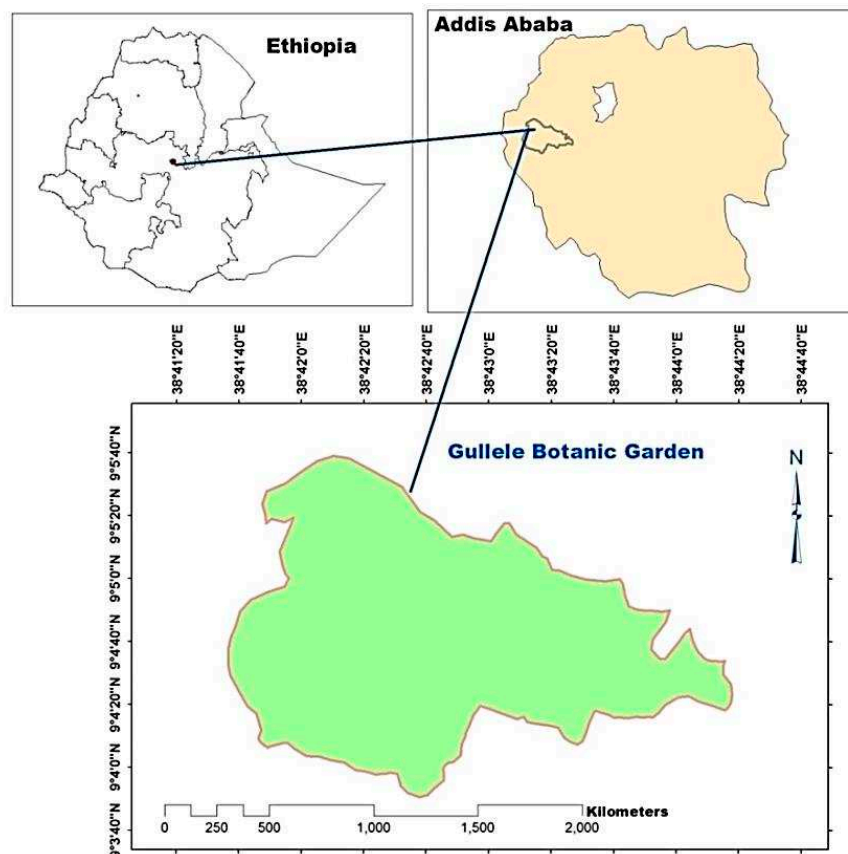 Ethiopia
Addis Ababa
38°41'20"E
38°41'40"E
38°42'0"E
38°42'20"E
38°42'40"E
38°43'0"E
38°43'20"E
38°43'40"E
38°44'0"E
38°44'20"E
38°44'40"E
9°5'40"N
9°5'20"N
9°5'0"N
9°4'40"N
9°4'20"N
9°4'0"N
9°3'40"N
Gullele Botanic Garden
N
Kilometers
0 250 500 1,000 1,500 2,000